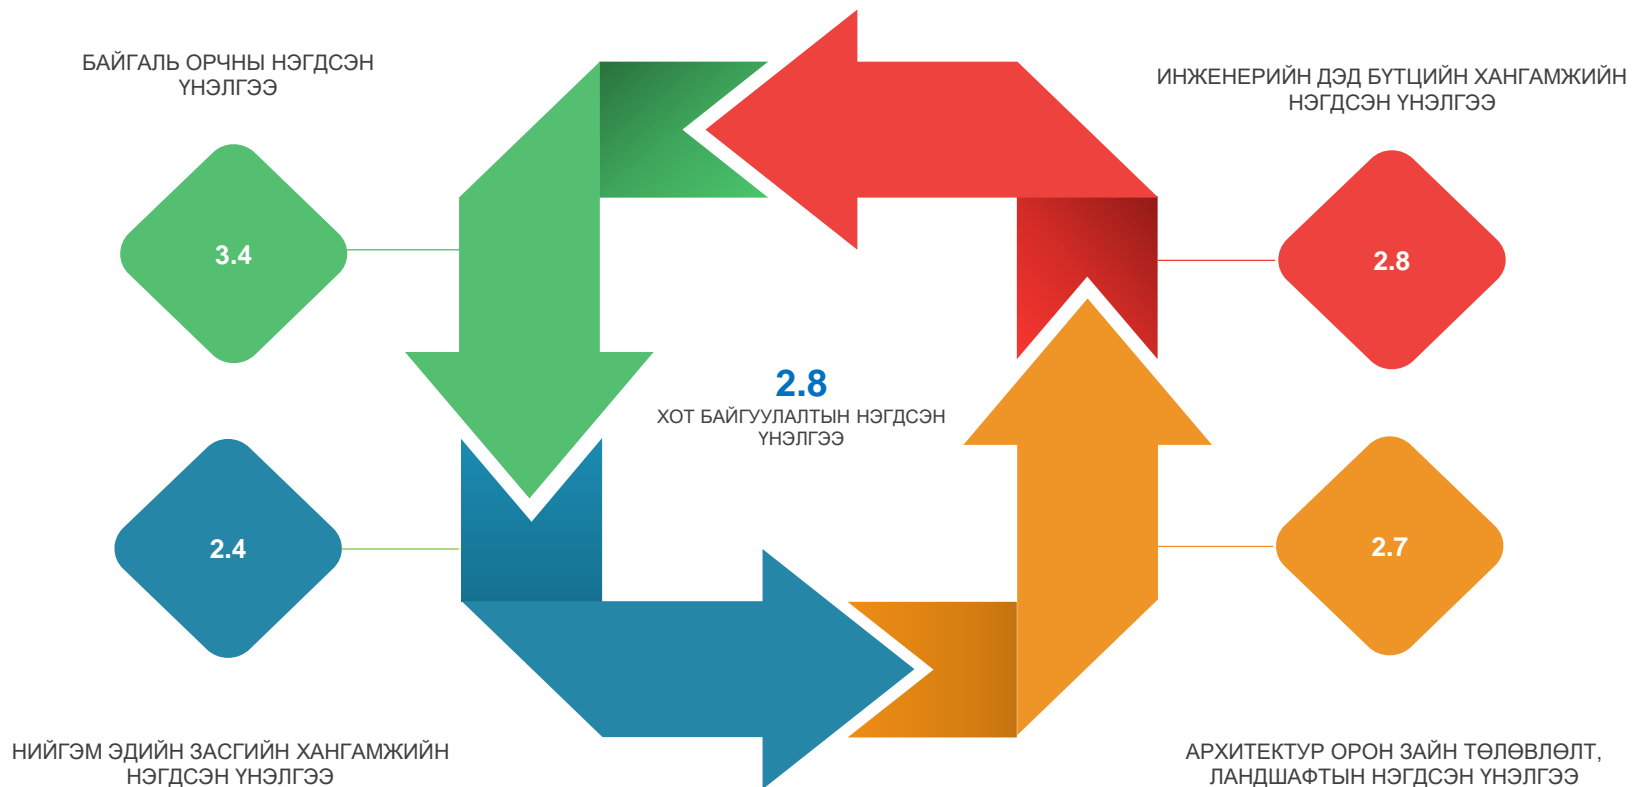 БАЙГАЛЬ ОРЧНЫ НЭГДСЭН
ҮНЭЛГЭЭ
3.4
ИНЖЕНЕРИЙН ДЭД БҮТЦИЙН ХАНГАМЖИЙН
НЭГДСЭН ҮНЭЛГЭЭ
2.8
2.8
ХОТ БАЙГУУЛАЛТЫН НЭГДСЭН
ҮНЭЛГЭЭ
2.4
НИЙГЭМ ЭДИЙН ЗАСГИЙН ХАНГАМЖИЙН
НЭГДСЭН ҮНЭЛГЭЭ
2.7
АРХИТЕКТУР ОРОН ЗАЙН ТӨЛӨВЛӨЛТ,
ЛАНДШАФТЫН НЭГДСЭН ҮНЭЛГЭЭ